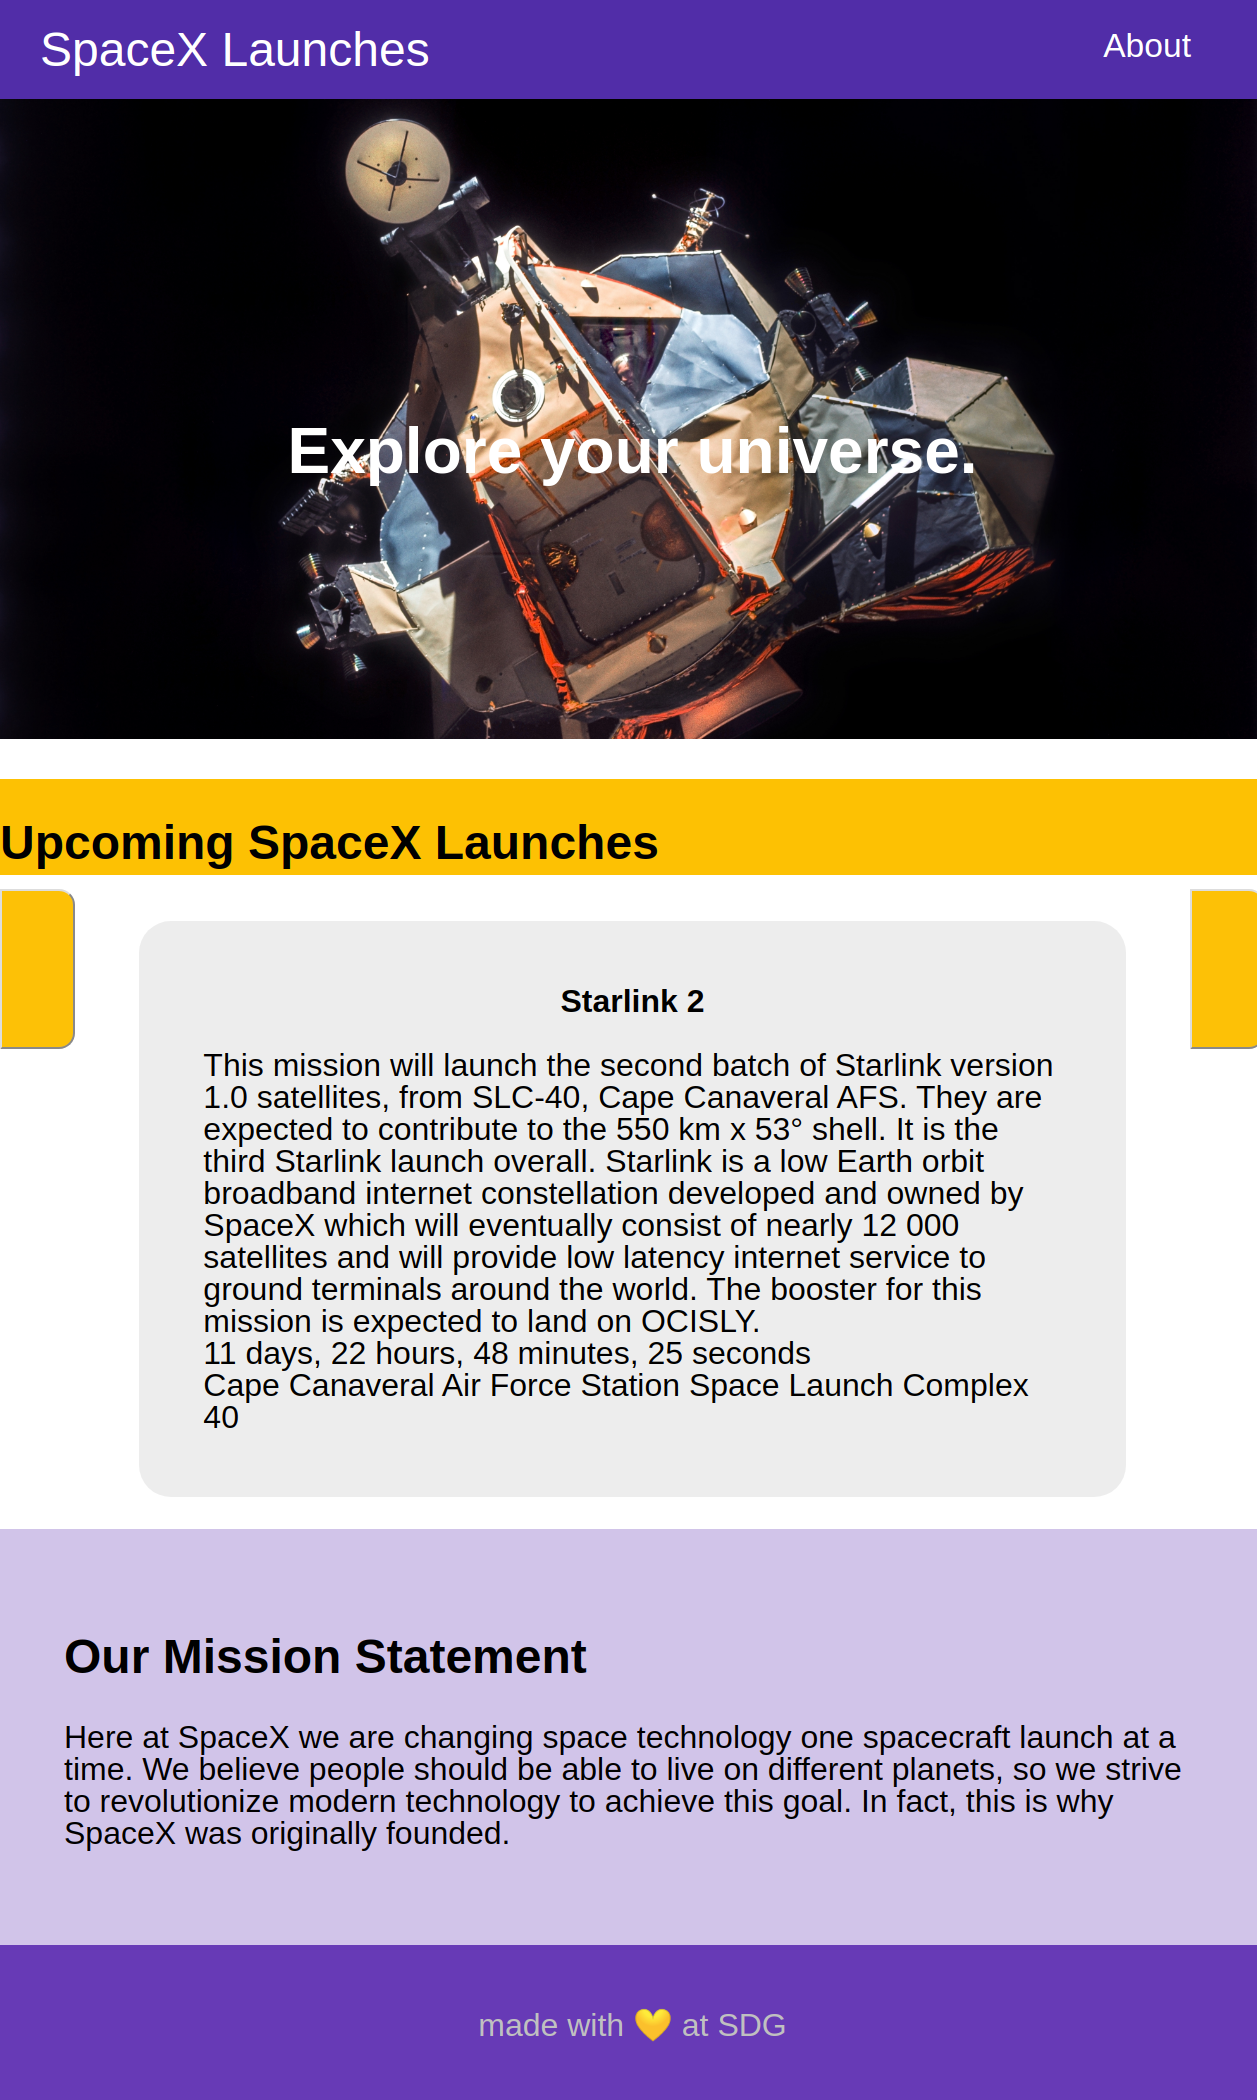 SpaceX Launches
About
Explore your universe.
Upcoming SpaceX Launches
Starlink 2
This mission will launch the second batch of Starlink version
1.0 satellites, from SLC-40, Cape Canaveral AFS. They are
expected to contribute to the 550 km x 53° shell. It is the
third Starlink launch overall. Starlink is a low Earth orbit
broadband internet constellation developed and owned by
SpaceX which will eventually consist of nearly 12 000
satellites and will provide low latency internet service to
ground terminals around the world. The booster for this
mission is expected to land on OCISLY.
11 days, 22 hours, 48 minutes, 25 seconds
Cape Canaveral Air Force Station Space Launch Complex
40
Our Mission Statement
Here at SpaceX we are changing space technology one spacecraft launch at a
time. We believe people should be able to live on different planets, so we strive
to revolutionize modern technology to achieve this goal. In fact, this is why
SpaceX was originally founded.
made with 💛 at SDG